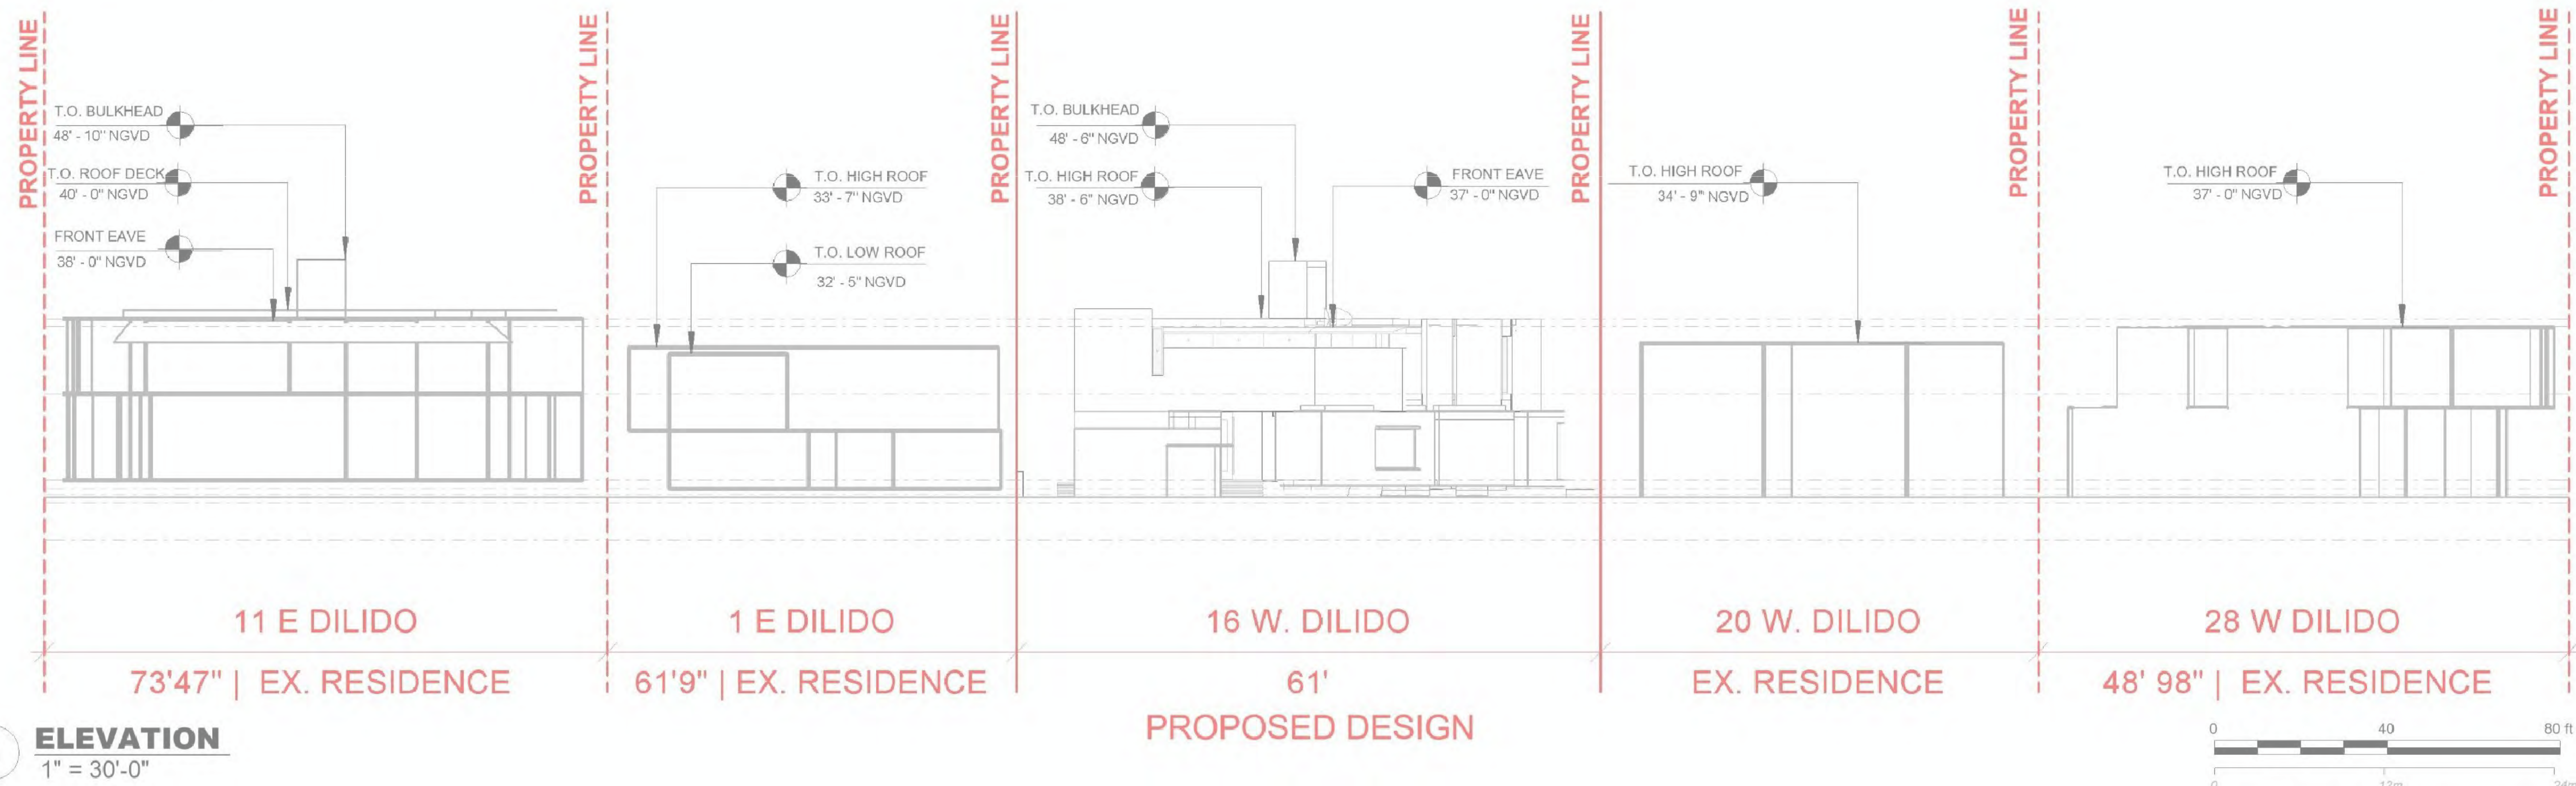 PROPERTY LINE
PROPERTY LINE
PROPERTY LINE
PROPERTY LINE
PROPERTY LINE
PROPERTY LINE
T.O. BULKHEAD
48' - 10" NGVD
T.O. ROOF DECK
40' - 0" NGVD
FRONT EAVE
38' - 0" NGVD
T.O. HIGH ROOF
33' - 7" NGVD
T.O. LOW ROOF
32' - 5" NGVD
T.O. BULKHEAD
48' - 6" NGVD
T.O. HIGH ROOF
38' - 6" NGVD
FRONT EAVE
37' - 0" NGVD
T.O. HIGH ROOF
34' - 9" NGVD
T.O. HIGH ROOF
37' - 0" NGVD
11 E DILIDO
73'47" | EX. RESIDENCE
1 E DILIDO
61'9" | EX. RESIDENCE
16 W. DILIDO
61'
PROPOSED DESIGN
20 W. DILIDO
EX. RESIDENCE
28 W DILIDO
48' 98" | EX. RESIDENCE
ELEVATION
1" = 30'-0"
0 40 80 ft